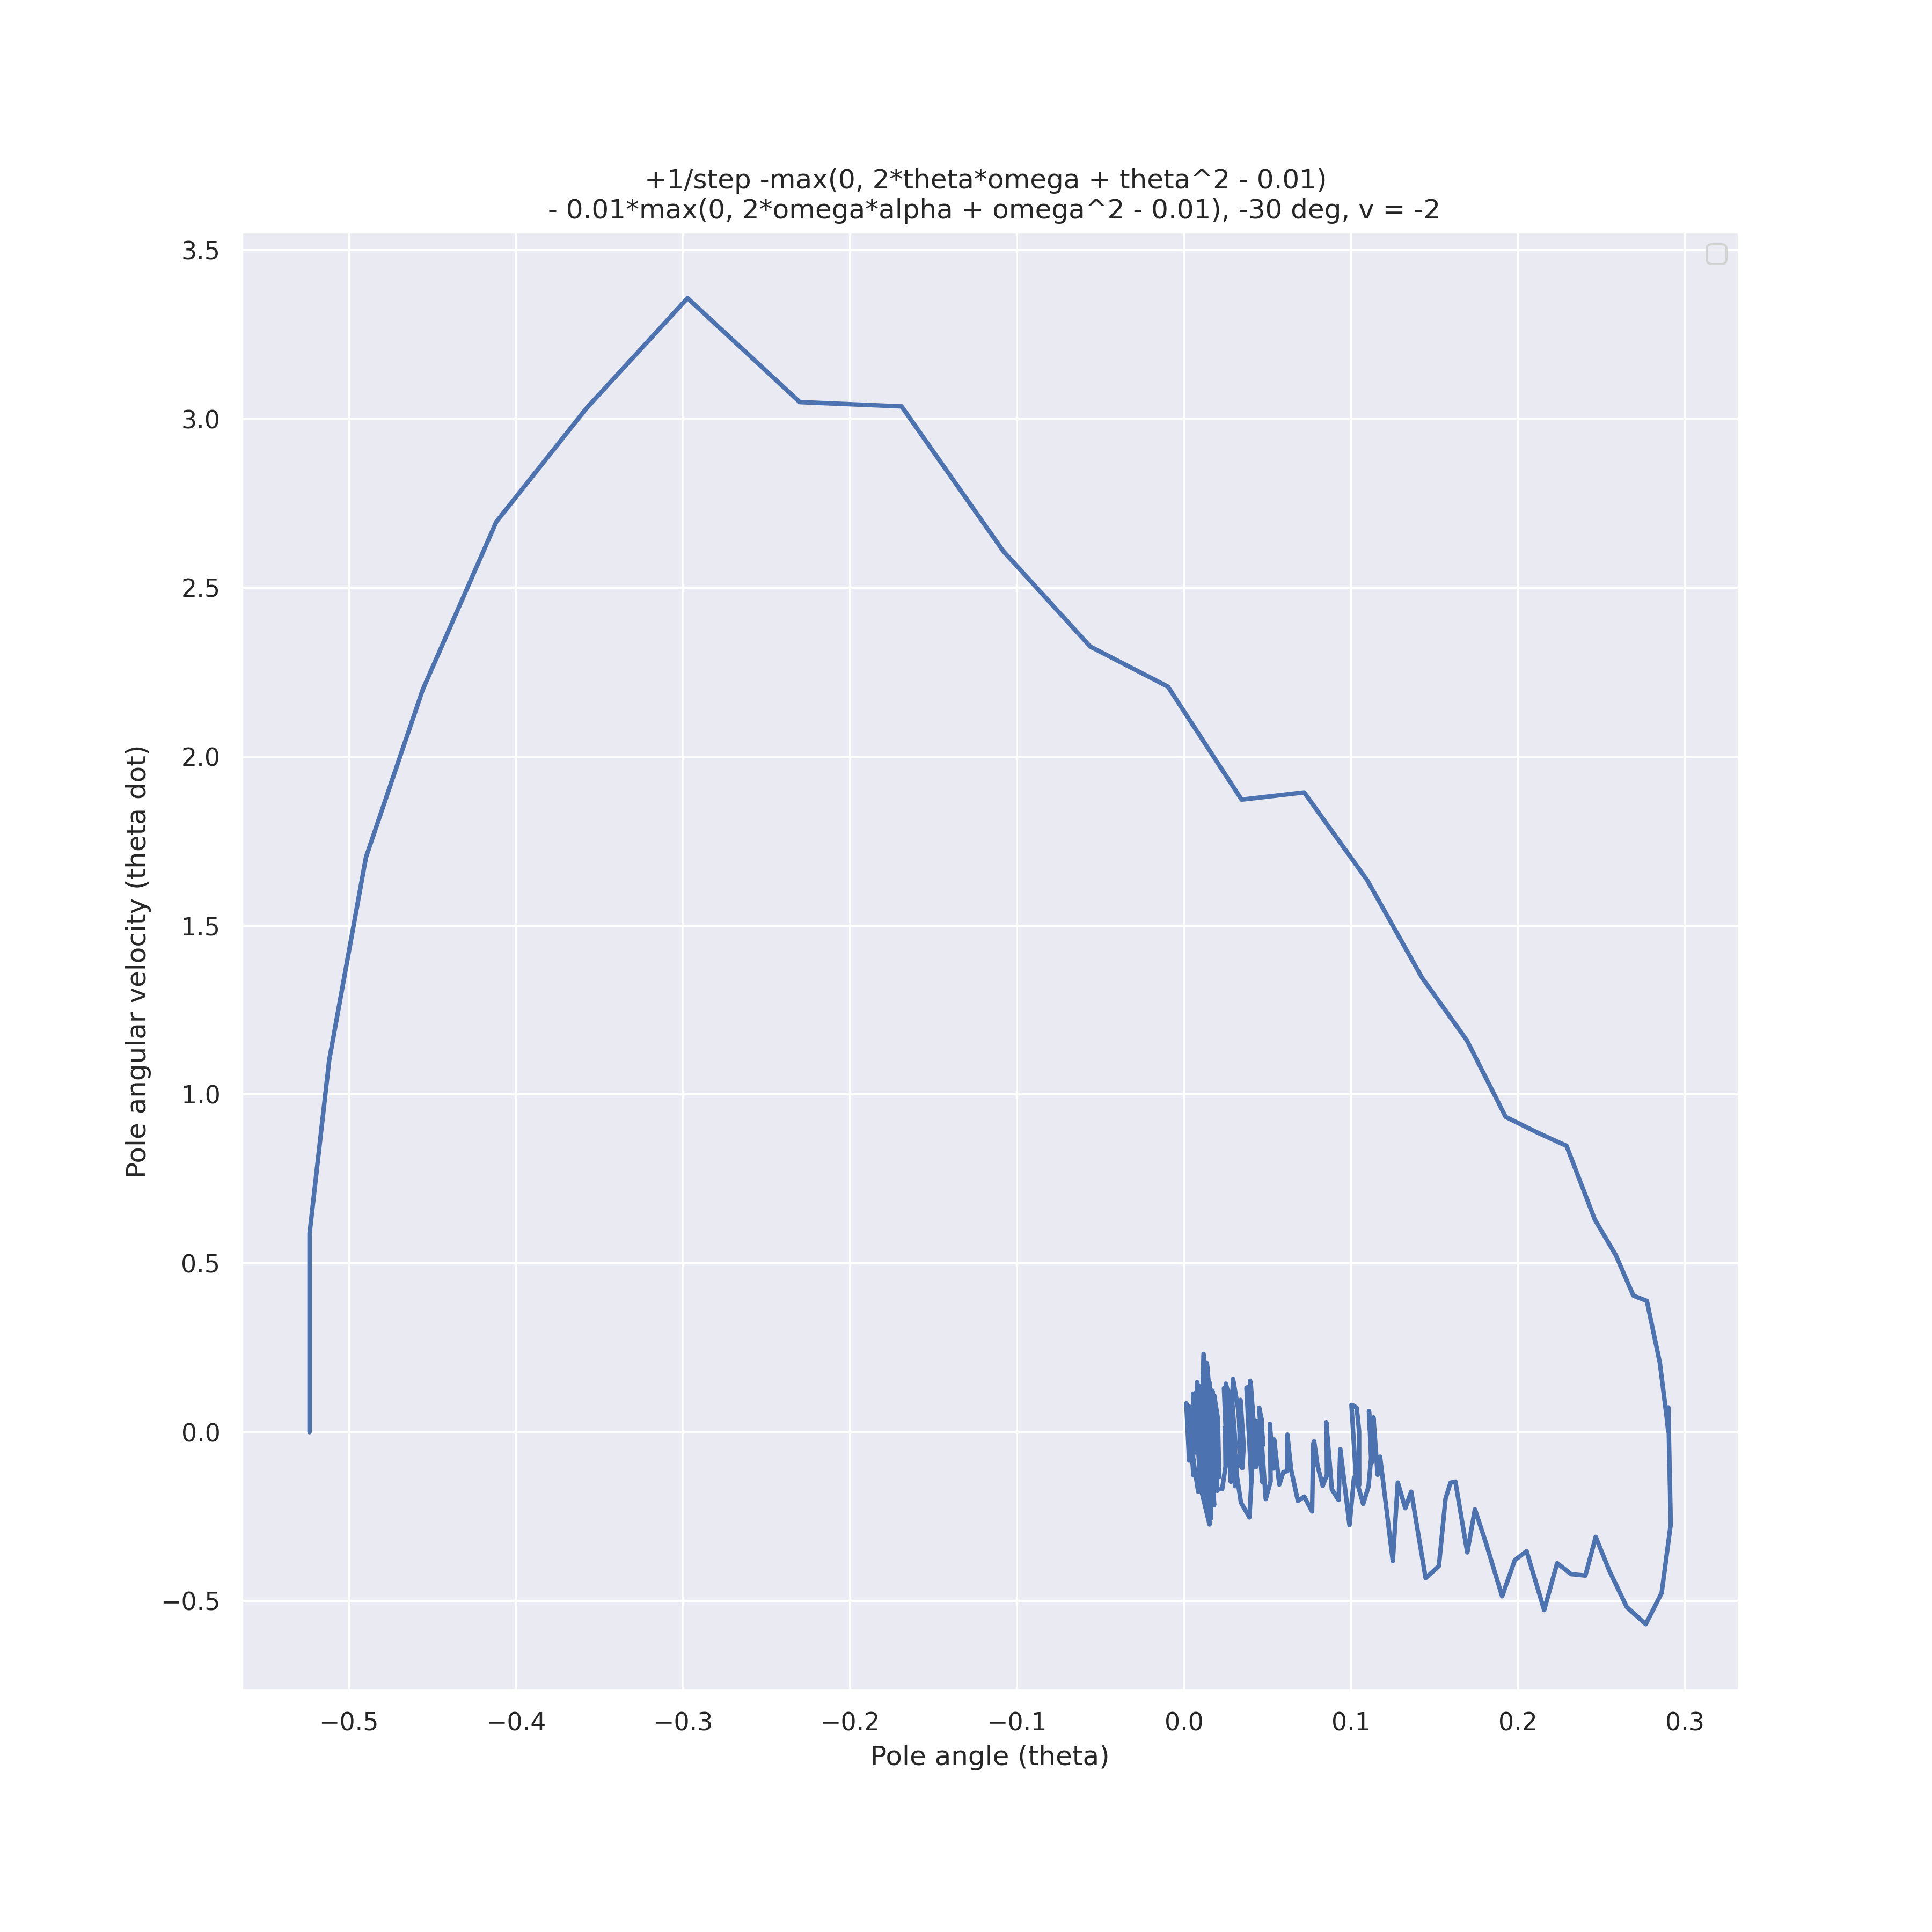 +1/step -max(0, 2*theta*omega + theta^2 - 0.01)
- 0.01*max(0, 2*omega*alpha + omega^2 - 0.01), -30 deg, v = -2
3.5
3.0
2.5
2.0
1.5
1.0
0.5
0.0
−0.5
Pole angular velocity (theta dot)
−0.5 −0.4 −0.3 −0.2 −0.1 0.0 0.1 0.2 0.3
Pole angle (theta)